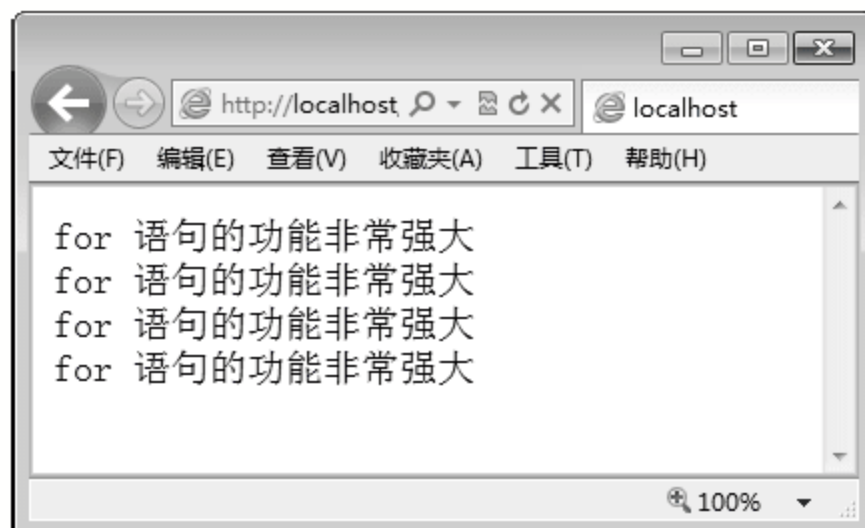 http://localhost
localhost
文件(F) 编辑(E) 查看(V) 收藏夹(A) 工具(T) 帮助(H)
for 语句的功能非常强大
for 语句的功能非常强大
for 语句的功能非常强大
for 语句的功能非常强大
100%